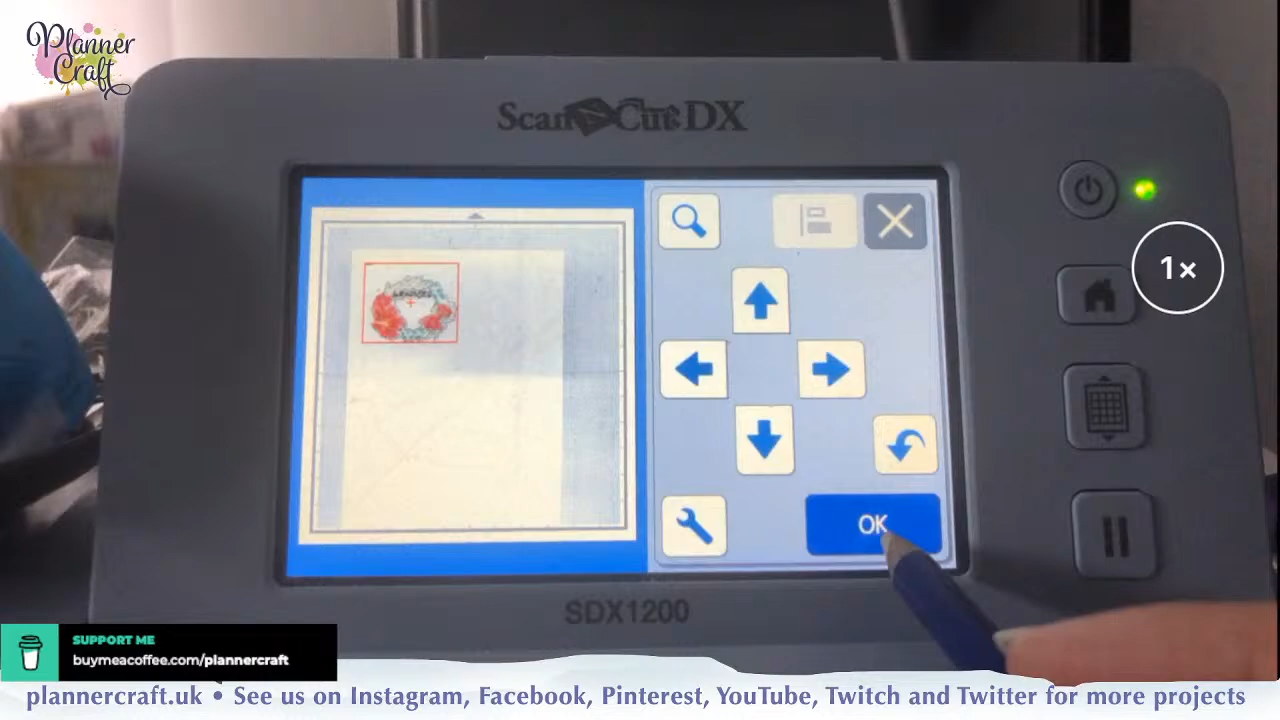 Planner
Craft
ScanNCut DX
1×
OK
SDX1200
SUPPORT ME
buymeacoffee.com/plannercraft
plannercraft.uk • See us on Instagram, Facebook, Pinterest, YouTube, Twitch and Twitter for more projects